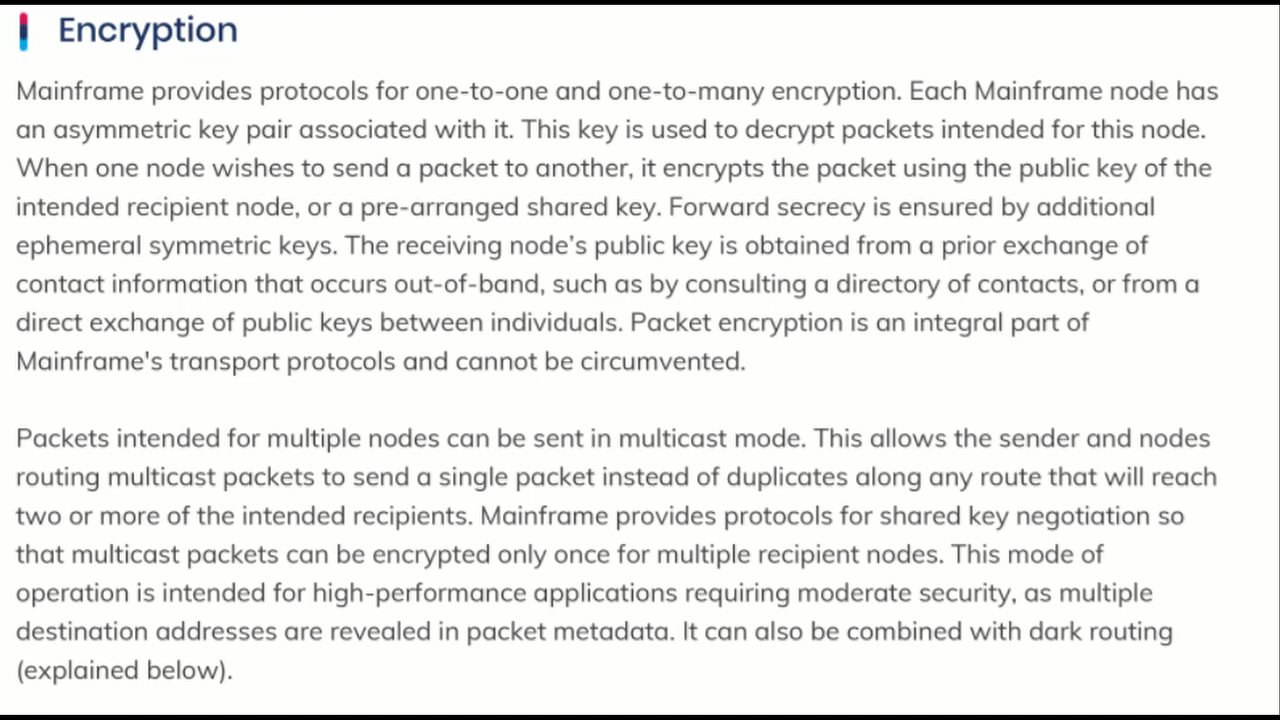 Encryption
Mainframe provides protocols for one-to-one and one-to-many encryption. Each Mainframe node has
an asymmetric key pair associated with it. This key is used to decrypt packets intended for this node.
When one node wishes to send a packet to another, it encrypts the packet using the public key of the
intended recipient node, or a pre-arranged shared key. Forward secrecy is ensured by additional
ephemeral symmetric keys. The receiving node’s public key is obtained from a prior exchange of
contact information that occurs out-of-band, such as by consulting a directory of contacts, or from a
direct exchange of public keys between individuals. Packet encryption is an integral part of
Mainframe's transport protocols and cannot be circumvented.
Packets intended for multiple nodes can be sent in multicast mode. This allows the sender and nodes
routing multicast packets to send a single packet instead of duplicates along any route that will reach
two or more of the intended recipients. Mainframe provides protocols for shared key negotiation so
that multicast packets can be encrypted only once for multiple recipient nodes. This mode of
operation is intended for high-performance applications requiring moderate security, as multiple
destination addresses are revealed in packet metadata. It can also be combined with dark routing
(explained below).